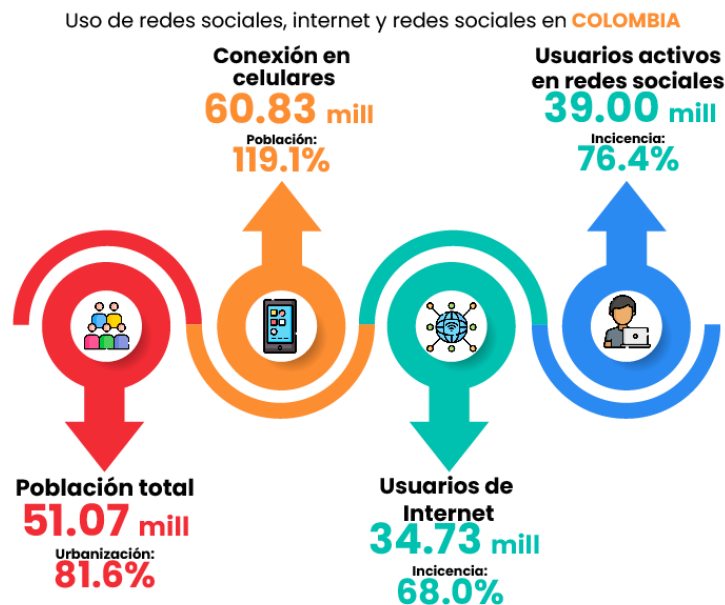 Uso de redes sociales, internet y redes sociales en COLOMBIA
Conexión en
celulares
60.83 mill
Población:
119.1%
Usuarios activos
en redes sociales
39.00 mill
Incicencia:
76.4%
Población total
51.07 mill
Urbanización:
81.6%
Usuarios de
Internet
34.73 mill
Incicencia:
68.0%